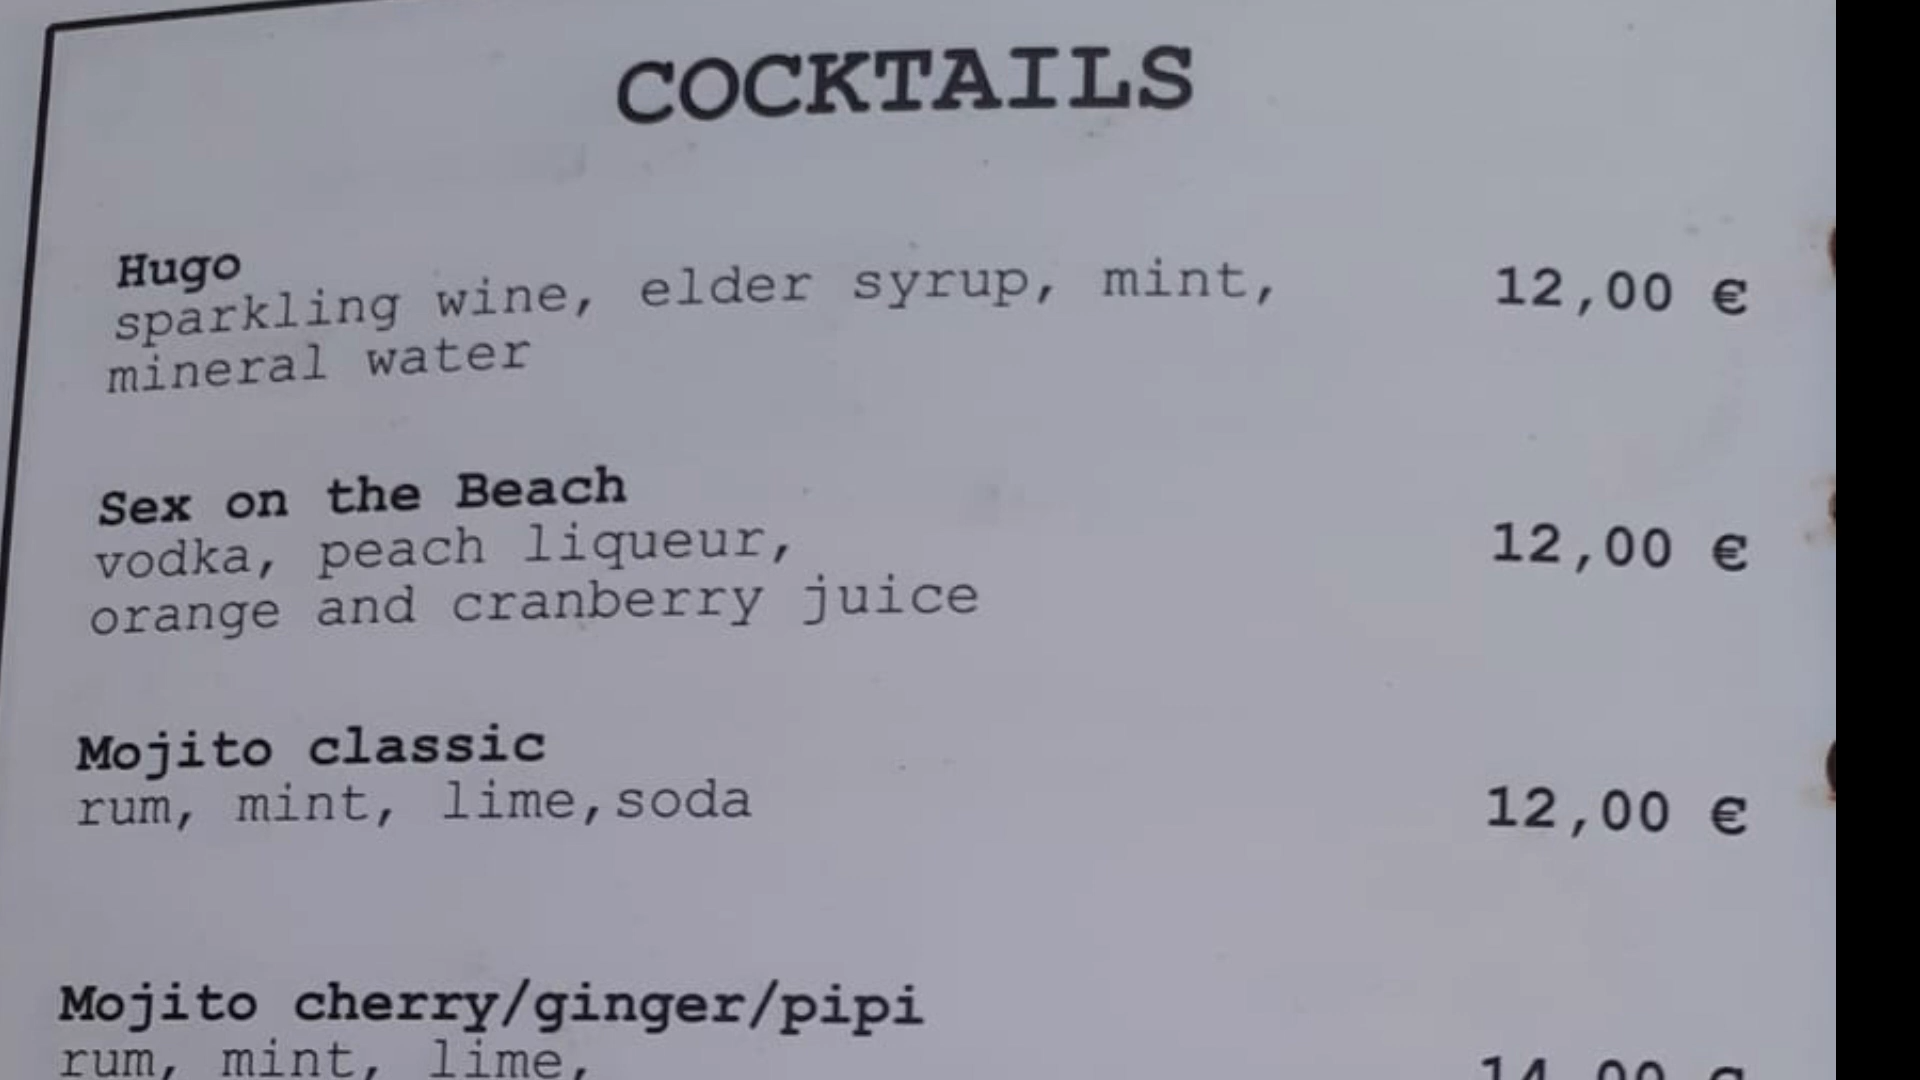 COCKTAILS
Hugo
sparkling wine, elder syrup, mint, 12,00 €
mineral water
Sex on the Beach
vodka, peach liqueur, 12,00 €
orange and cranberry juice
Mojito classic
rum, mint, lime,soda 12,00 €
Mojito cherry/ginger/pipi
rum, mint, lime, 14,00 €